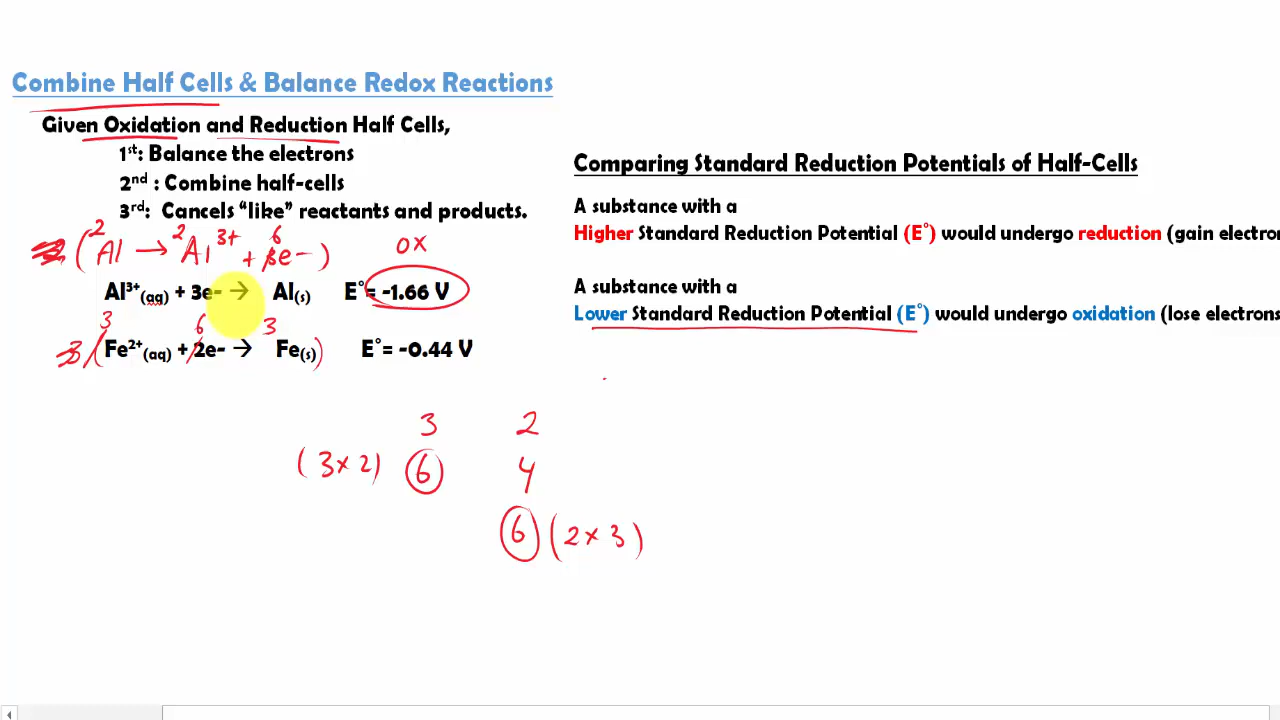 Combine Half Cells & Balance Redox Reactions
Given Oxidation and Reduction Half Cells,
1st: Balance the electrons
2nd : Combine half-cells
3rd: Cancels “like” reactants and products.
( 2 Al → 2 Al 3+ + 6 e- ) OX
Al³⁺(aq) + 3e- → Al(s) E°= -1.66 V
3 6 3
3 ( Fe²⁺(aq) + 2e- → Fe(s) ) E°= -0.44 V
3 2
(3×2) 6 4
6 (2×3)
Comparing Standard Reduction Potentials of Half-Cells
A substance with a
Higher Standard Reduction Potential (E°) would undergo reduction (gain electron
A substance with a
Lower Standard Reduction Potential (E°) would undergo oxidation (lose electrons